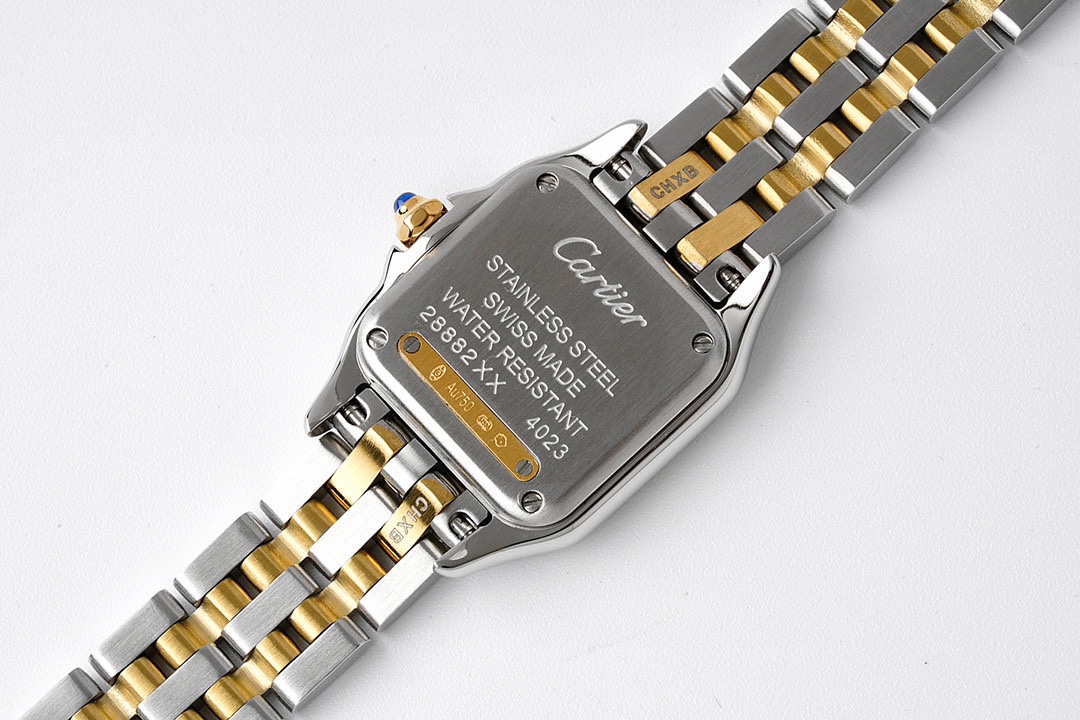 CHXB
Cartier
STAINLESS STEEL
SWISS MADE
WATER RESISTANT
28882XX 4023
Au750
CHXB